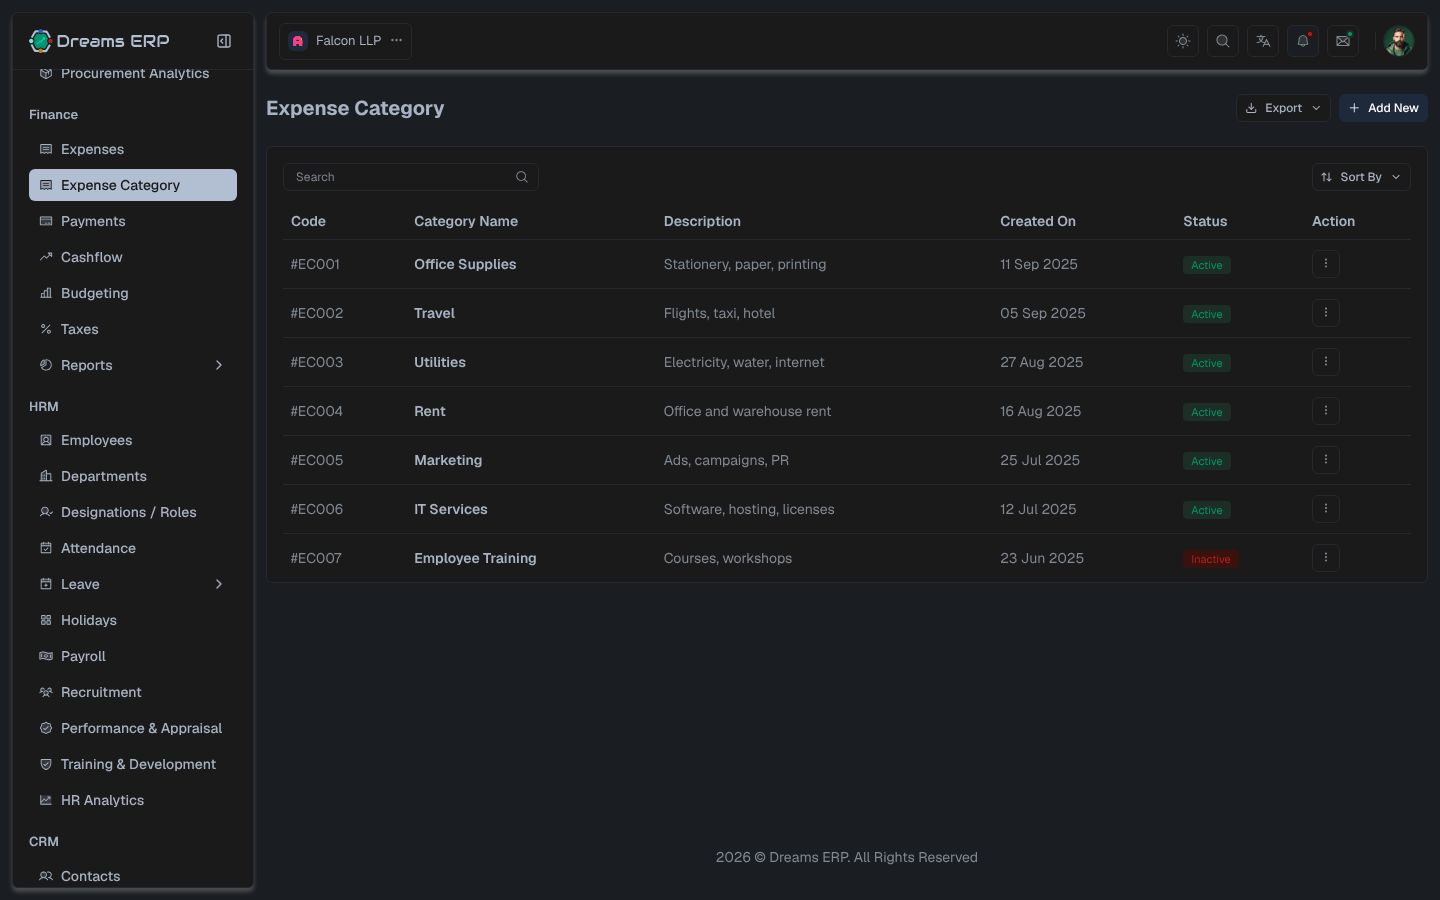 Dreams ERP
Procurement Analytics
Finance
Expenses
Expense Category
Payments
Cashflow
Budgeting
Taxes
Reports
HRM
Employees
Departments
Designations / Roles
Attendance
Leave
Holidays
Payroll
Recruitment
Performance & Appraisal
Training & Development
HR Analytics
CRM
Contacts
Falcon LLP
Expense Category
Export
Add New
Search
Sort By
Code Category Name Description Created On Status Action
#EC001 Office Supplies Stationery, paper, printing 11 Sep 2025 Active
#EC002 Travel Flights, taxi, hotel 05 Sep 2025 Active
#EC003 Utilities Electricity, water, internet 27 Aug 2025 Active
#EC004 Rent Office and warehouse rent 16 Aug 2025 Active
#EC005 Marketing Ads, campaigns, PR 25 Jul 2025 Active
#EC006 IT Services Software, hosting, licenses 12 Jul 2025 Active
#EC007 Employee Training Courses, workshops 23 Jun 2025 Inactive
2026 © Dreams ERP. All Rights Reserved